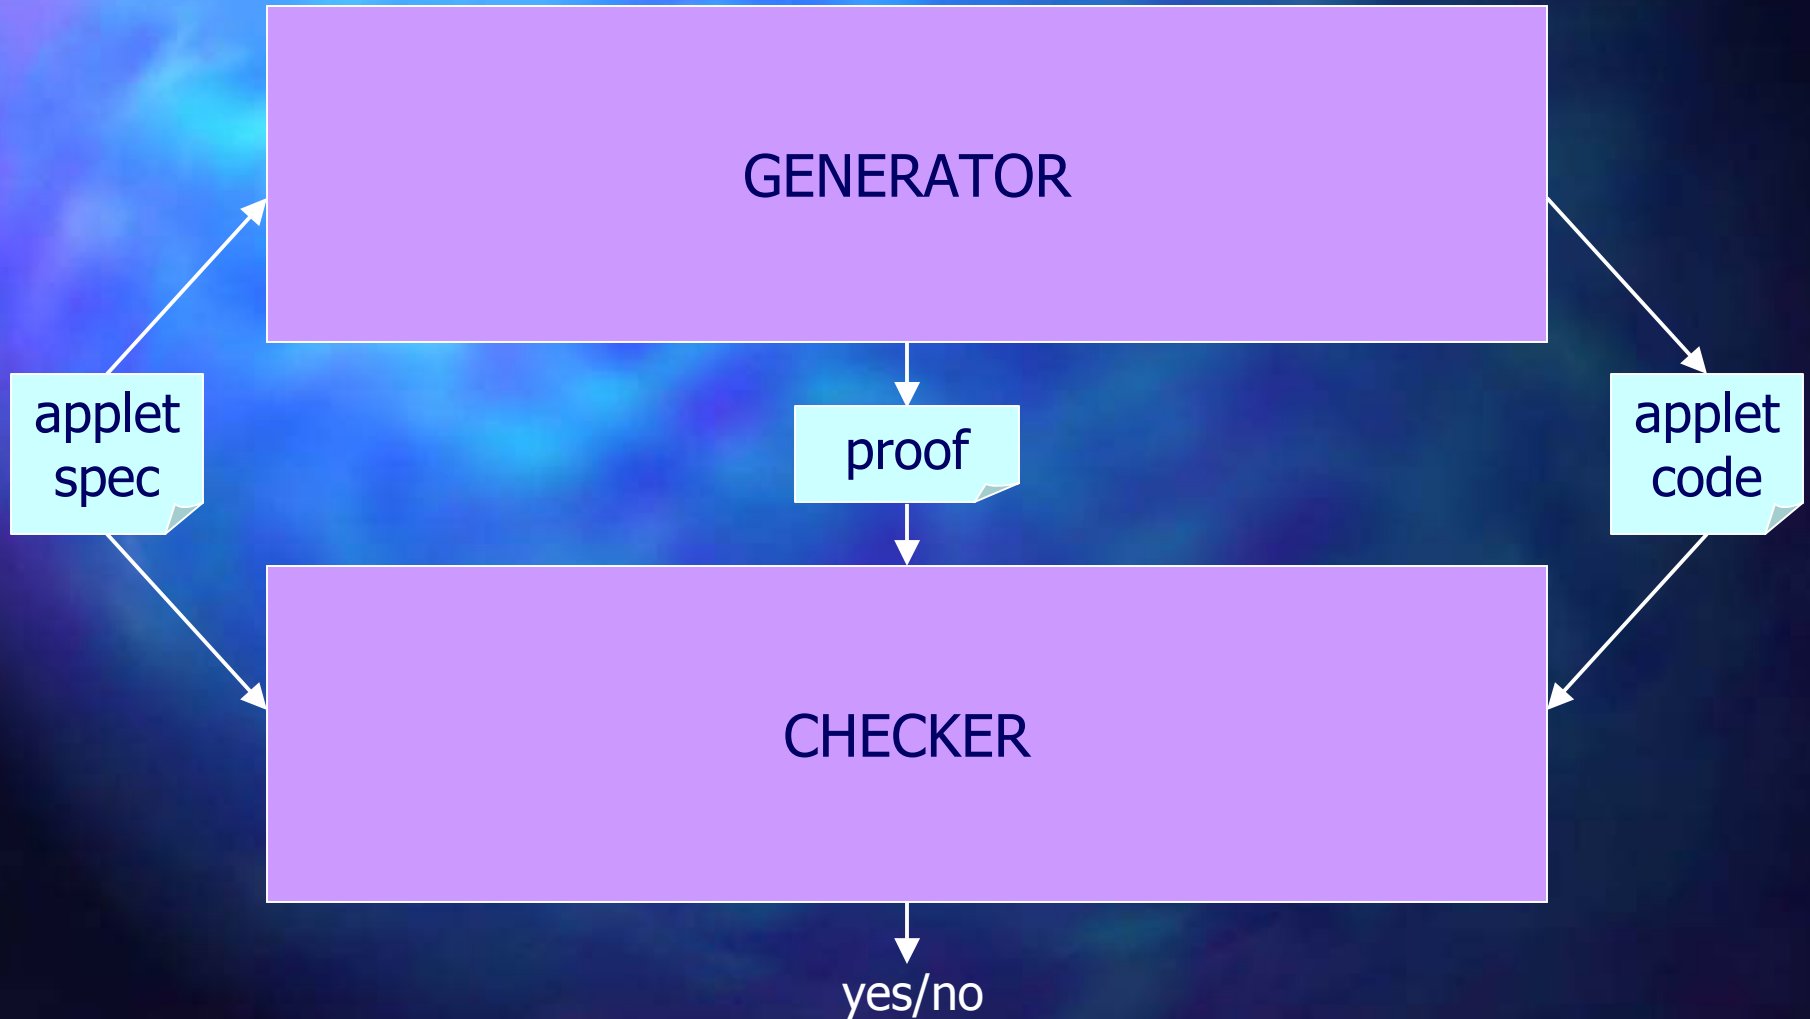 GENERATOR
applet
spec
proof
applet
code
CHECKER
yes/no